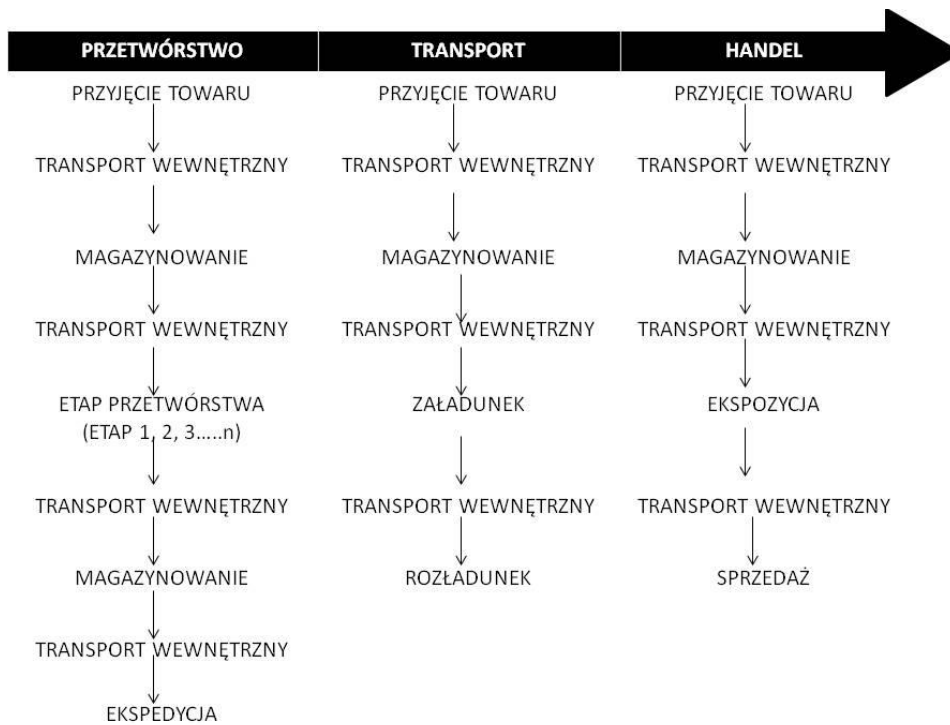 PRZETWÓRSTWO
TRANSPORT
HANDEL
PRZYJĘCIE TOWARU
TRANSPORT WEWNĘTRZNY
MAGAZYNOWANIE
TRANSPORT WEWNĘTRZNY
ETAP PRZETWÓRSTWA
(ETAP 1, 2, 3.....n)
TRANSPORT WEWNĘTRZNY
MAGAZYNOWANIE
TRANSPORT WEWNĘTRZNY
EKSPEDYCJA
PRZYJĘCIE TOWARU
TRANSPORT WEWNĘTRZNY
MAGAZYNOWANIE
TRANSPORT WEWNĘTRZNY
ZAŁADUNEK
TRANSPORT WEWNĘTRZNY
ROZŁADUNEK
PRZYJĘCIE TOWARU
TRANSPORT WEWNĘTRZNY
MAGAZYNOWANIE
TRANSPORT WEWNĘTRZNY
EKSPOZYCJA
TRANSPORT WEWNĘTRZNY
SPRZEDAŻ